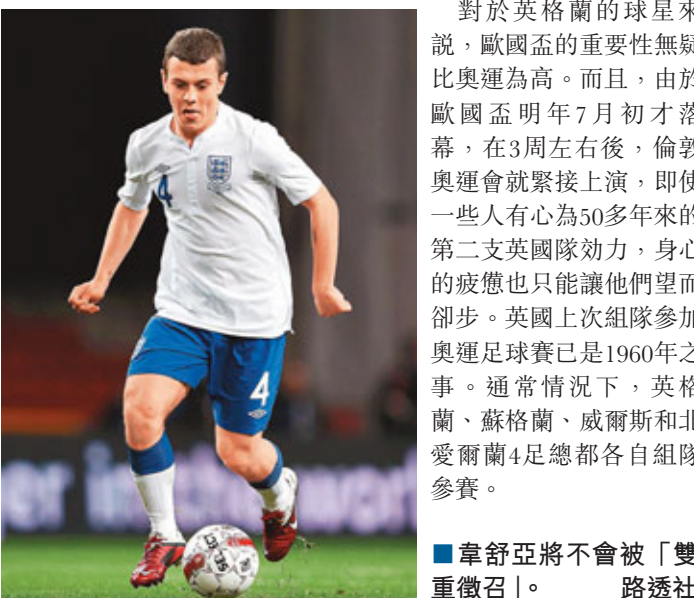 對於英格蘭的球星來
説，歐國盃的重要性無疑
比奧運為高。而且，由於
歐國盃明年7月初才落
幕，在3周左右後，倫敦
奧運會就緊接上演，即使
一些人有心為50多年來的
第二支英國隊効力，身心
的疲憊也只能讓他們望而
卻步。英國上次組隊參加
奧運足球賽已是1960年之
事。通常情況下，英格
蘭、蘇格蘭、威爾斯和北
愛爾蘭4足總都各自組隊
參賽。
■韋舒亞將不會被「雙
重徵召」。 路透社
4
4